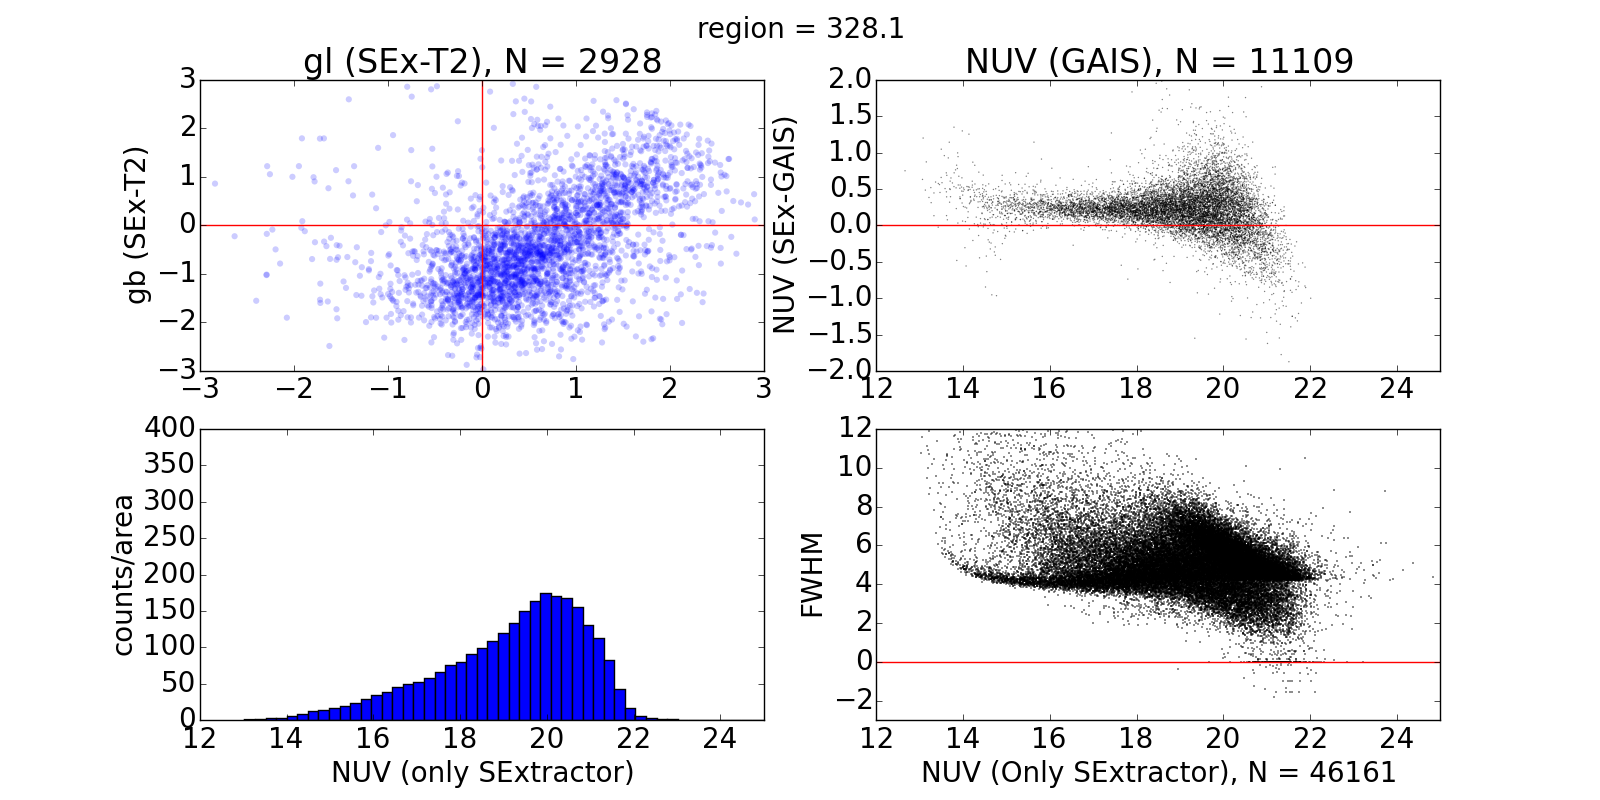 region = 328.1
gl (SEx-T2), N = 2928
NUV (GAIS), N = 11109
gb (SEx-T2)
3
2
1
0
−1
−2
−3
−3 −2 −1 0 1 2 3
NUV (SEx-GAIS)
2.0
1.5
1.0
0.5
0.0
−0.5
−1.0
−1.5
−2.0
12 14 16 18 20 22 24
counts/area
400
350
300
250
200
150
100
50
0
12 14 16 18 20 22 24
NUV (only SExtractor)
FWHM
12
10
8
6
4
2
0
−2
12 14 16 18 20 22 24
NUV (Only SExtractor), N = 46161